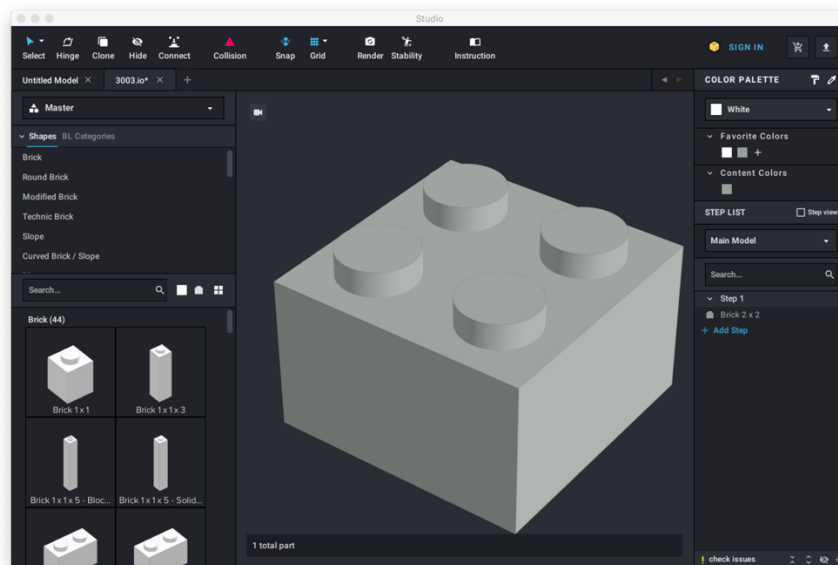 Studio
Select Hinge Clone Hide Connect Collision Snap Grid Render Stability Instruction SIGN IN
Untitled Model 3003.io*
COLOR PALETTE
Master
White
Shapes BL Categories
Favorite Colors
Brick
Round Brick
Content Colors
Modified Brick
Technic Brick
STEP LIST Step view
Slope
Main Model
Curved Brick / Slope
Search...
Search...
Step 1
Brick (44)
Brick 2 x 2
+ Add Step
Brick 1 x 1 Brick 1 x 1 x 3
Brick 1 x 1 x 5 - Bloc... Brick 1 x 1 x 5 - Solid...
1 total part
check issues